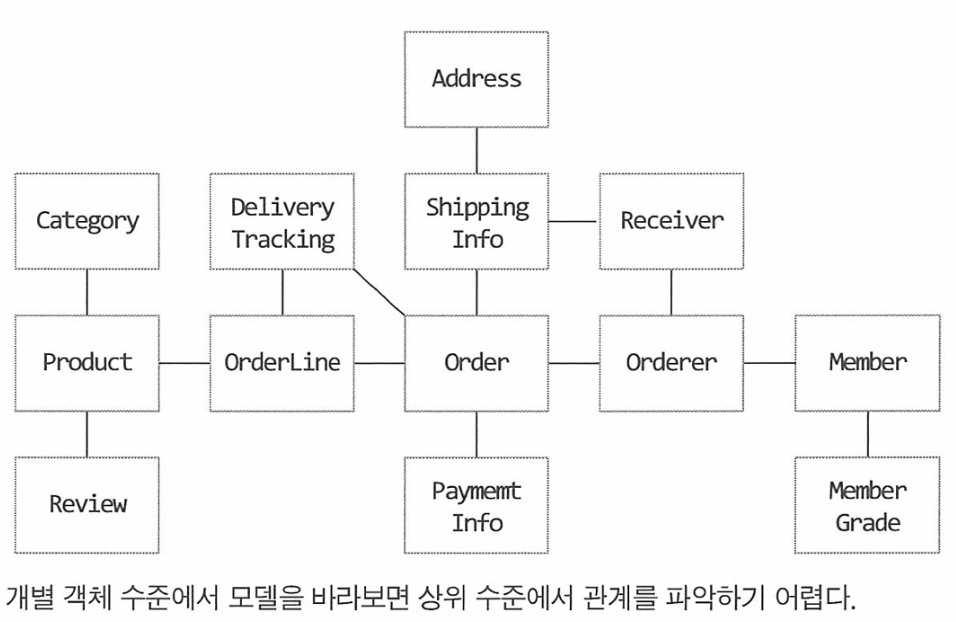 Address
Category
Delivery
Tracking
Shipping
Info
Receiver
Product
OrderLine
Order
Orderer
Member
Review
Paymemt
Info
Member
Grade
개별 객체 수준에서 모델을 바라보면 상위 수준에서 관계를 파악하기 어렵다.